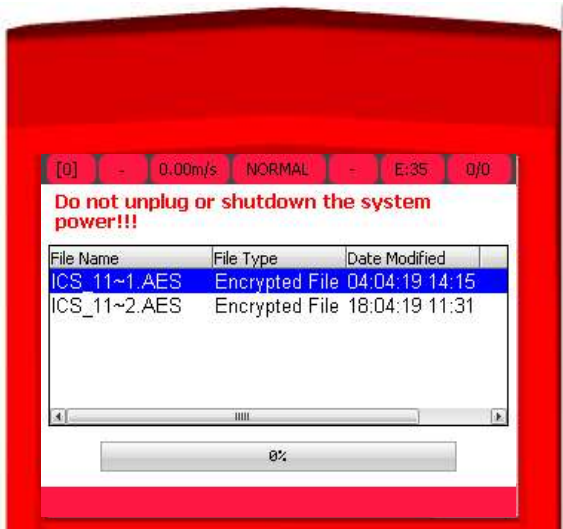 [0] - 0.00m/s NORMAL - E:35 0/0
Do not unplug or shutdown the system
power!!!
File Name File Type Date Modified
ICS_11~1.AES Encrypted File 04:04:19 14:15
ICS_11~2.AES Encrypted File 18:04:19 11:31
0%